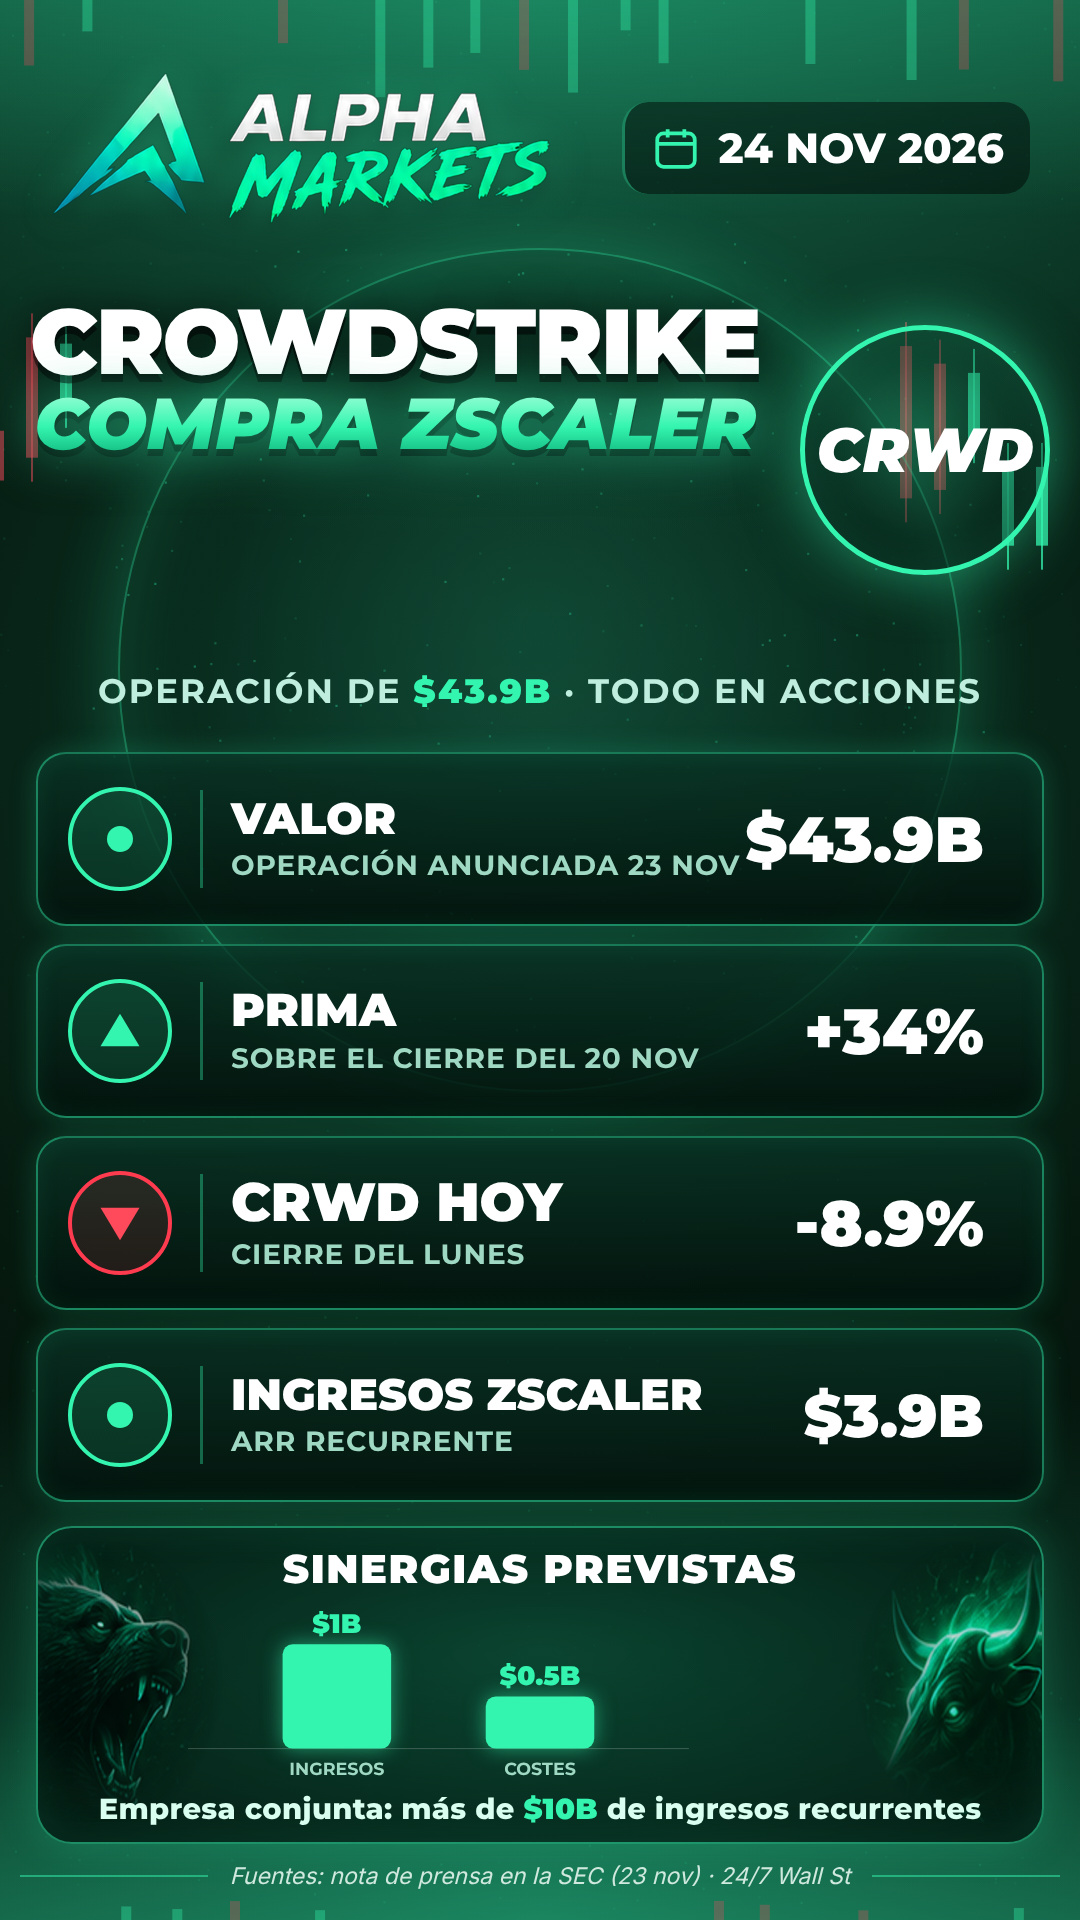 ALPHA
MARKETS
24 NOV 2026
CROWDSTRIKE
COMPRA ZSCALER
CRWD
OPERACIÓN DE $43.9B · TODO EN ACCIONES
VALOR
OPERACIÓN ANUNCIADA 23 NOV
$43.9B
PRIMA
SOBRE EL CIERRE DEL 20 NOV
+34%
CRWD HOY
CIERRE DEL LUNES
-8.9%
INGRESOS ZSCALER
ARR RECURRENTE
$3.9B
SINERGIAS PREVISTAS
$1B
$0.5B
INGRESOS
COSTES
Empresa conjunta: más de $10B de ingresos recurrentes
Fuentes: nota de prensa en la SEC (23 nov) · 24/7 Wall St